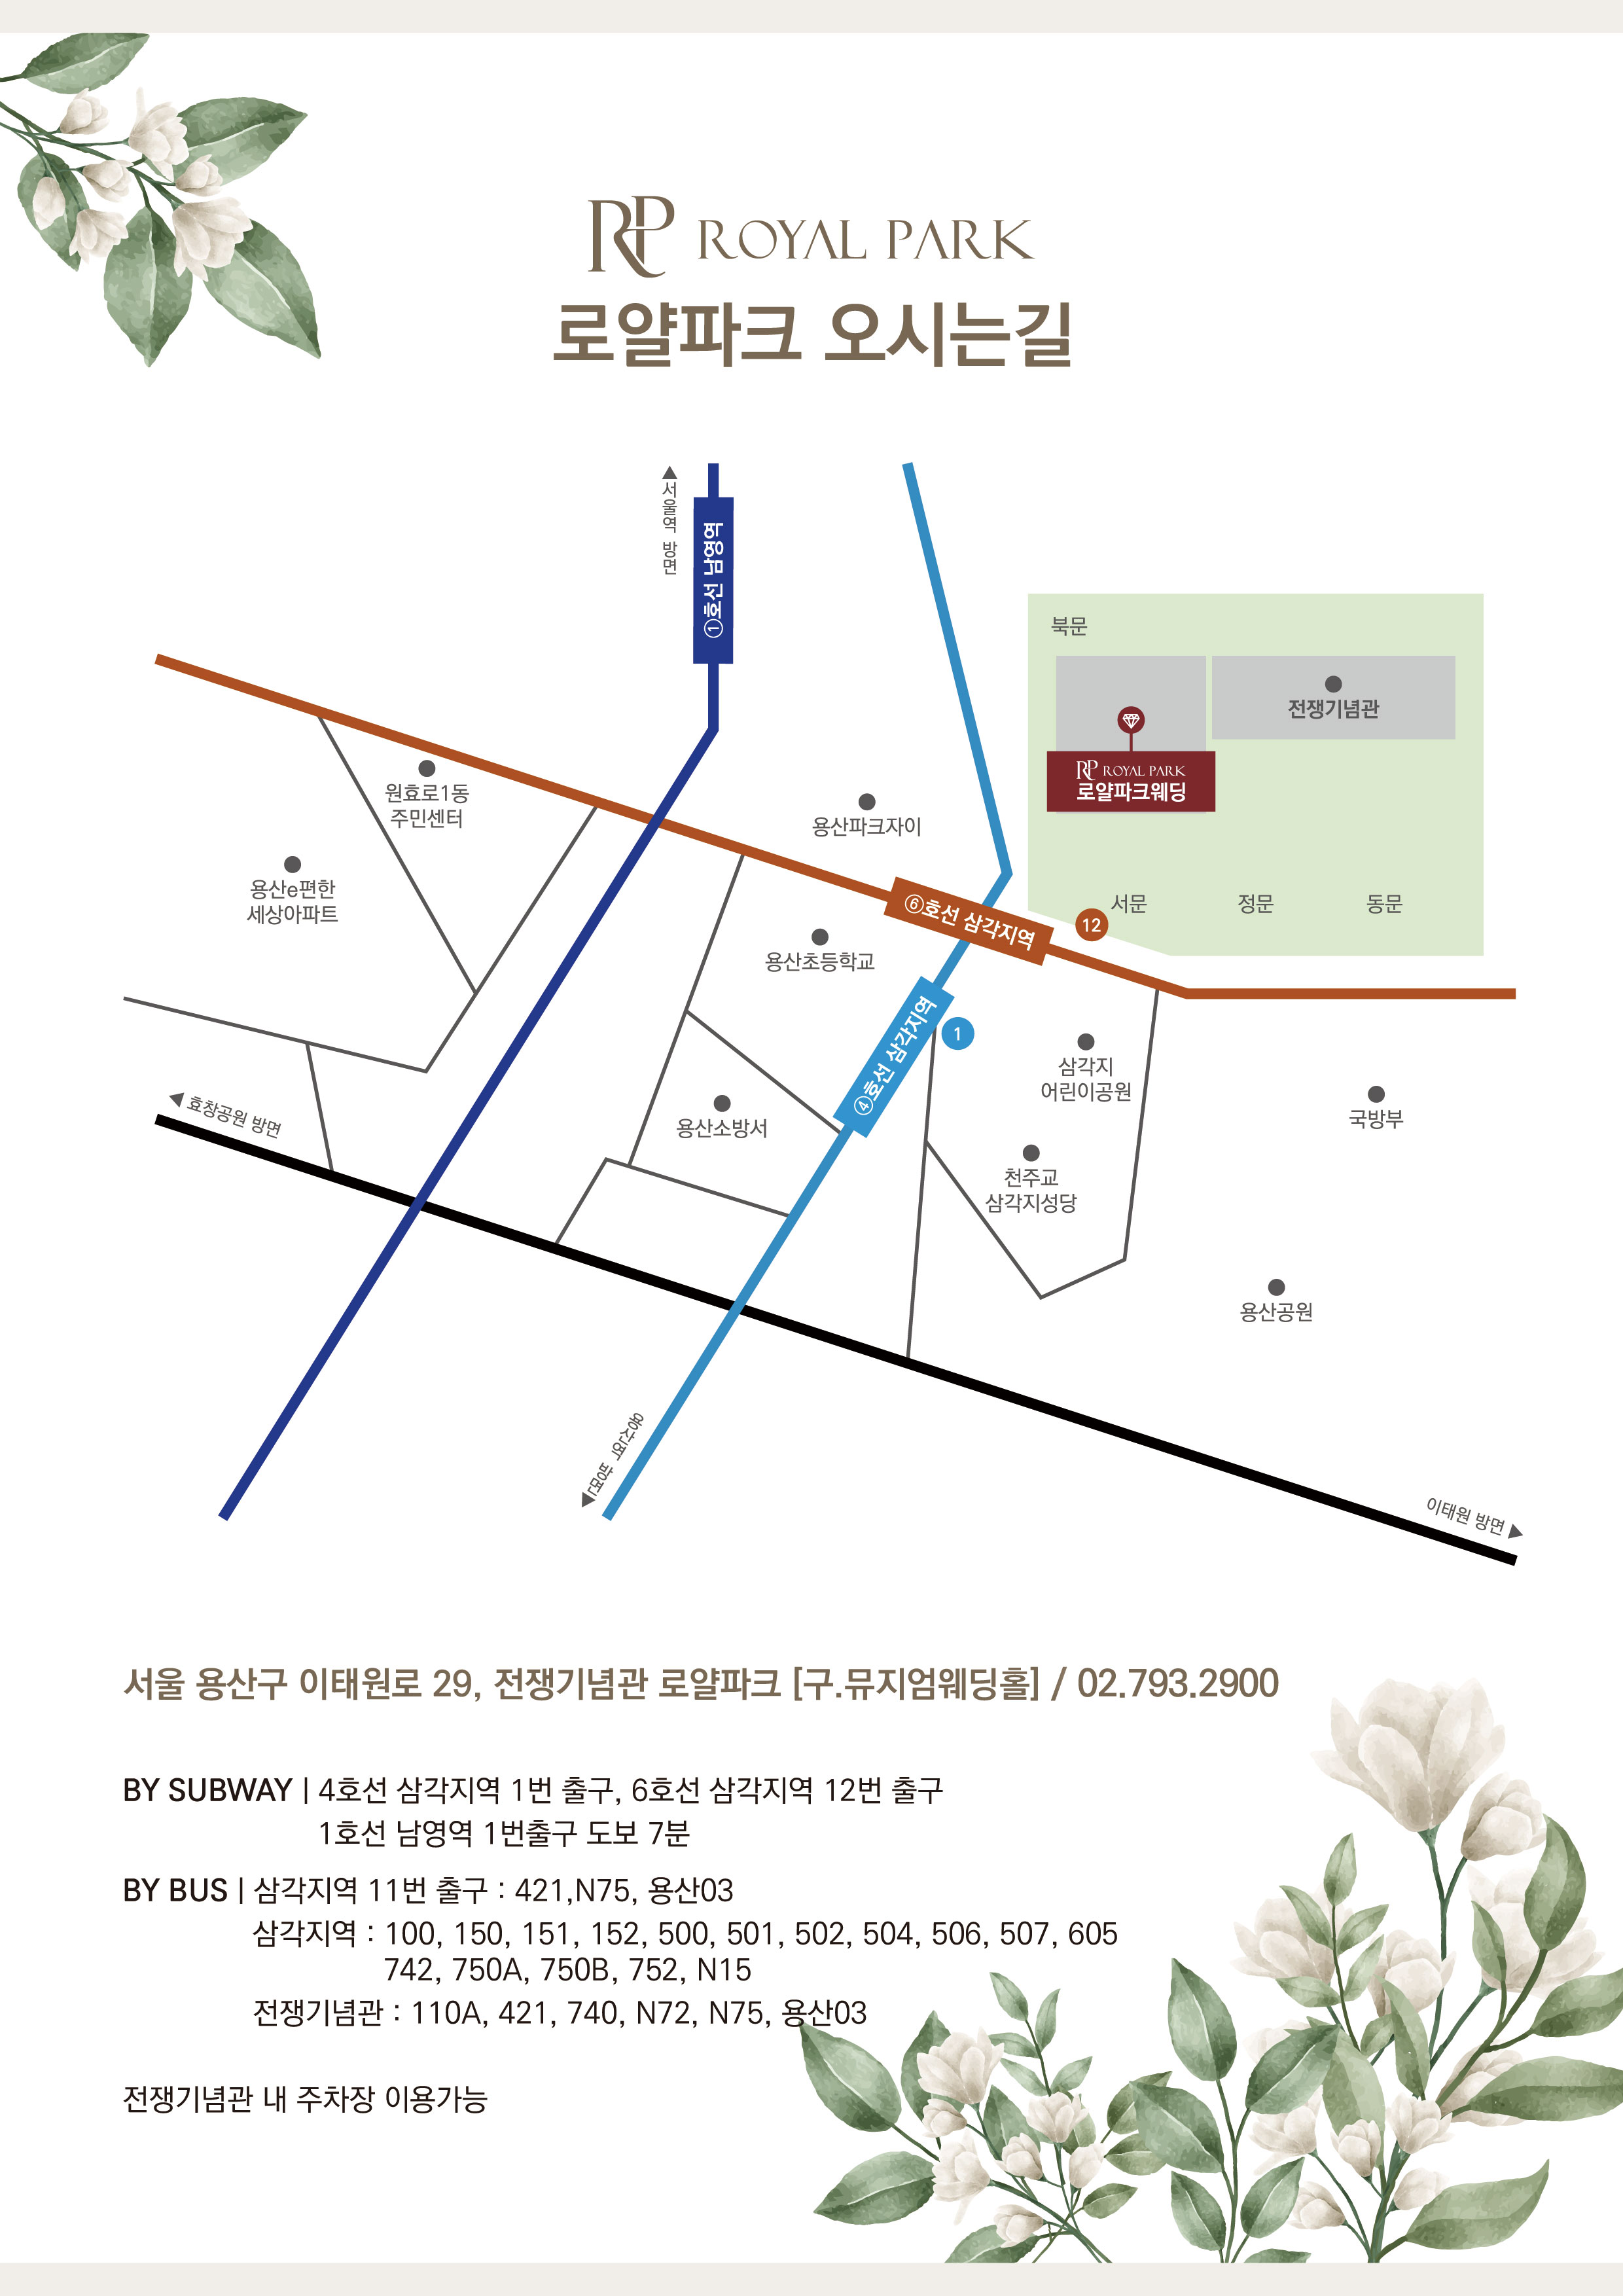 RP ROYAL PARK
로얄파크 오시는길
▲서울역 방면
①호선 남영역
북문
전쟁기념관
RP ROYAL PARK
로얄파크웨딩
원효로1동
주민센터
용산파크자이
용산e편한
세상아파트
⑥호선 삼각지역
12
서문
정문
동문
용산초등학교
④호선 삼각지역
1
삼각지
어린이공원
◀ 효창공원 방면
용산소방서
국방부
천주교
삼각지성당
용산공원
용산역 방면▶
이태원 방면 ▶
서울 용산구 이태원로 29, 전쟁기념관 로얄파크 [구.뮤지엄웨딩홀] / 02.793.2900
BY SUBWAY | 4호선 삼각지역 1번 출구, 6호선 삼각지역 12번 출구
1호선 남영역 1번출구 도보 7분
BY BUS | 삼각지역 11번 출구 : 421,N75, 용산03
삼각지역 : 100, 150, 151, 152, 500, 501, 502, 504, 506, 507, 605
742, 750A, 750B, 752, N15
전쟁기념관 : 110A, 421, 740, N72, N75, 용산03
전쟁기념관 내 주차장 이용가능